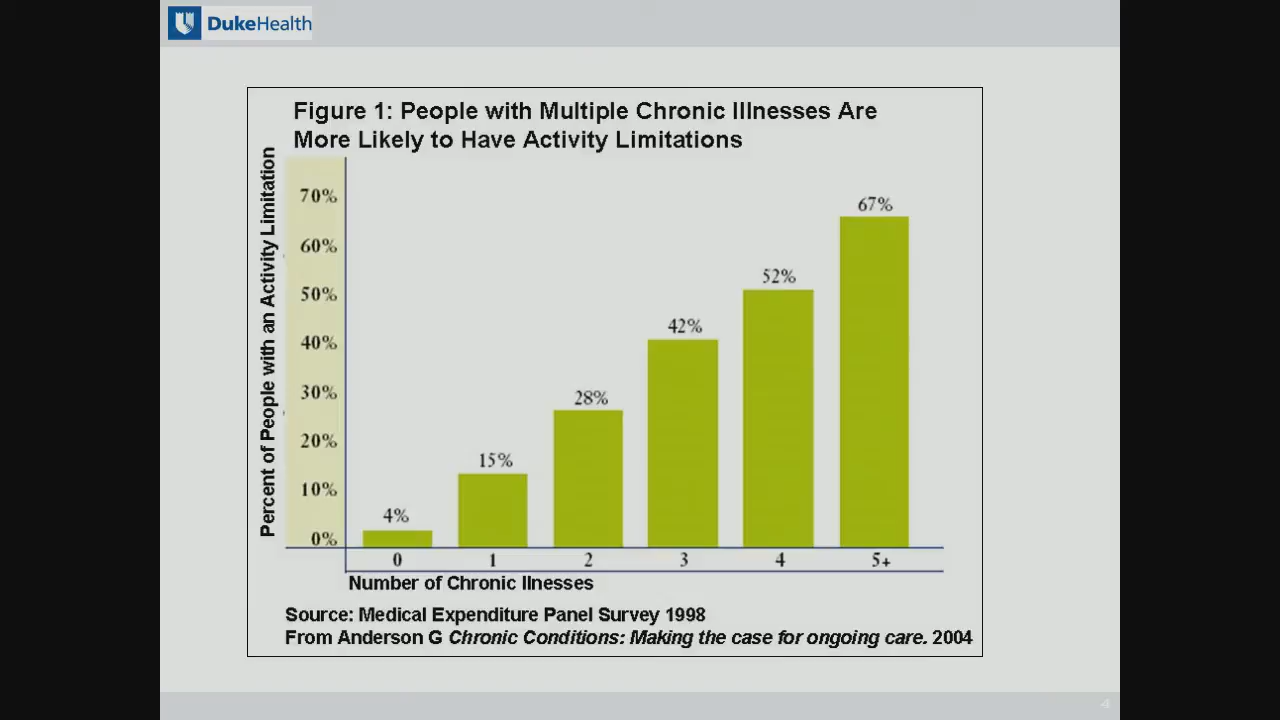 DukeHealth
Figure 1: People with Multiple Chronic Illnesses Are
More Likely to Have Activity Limitations
Percent of People with an Activity Limitation
70%
60%
50%
40%
30%
20%
10%
0%
4%
15%
28%
42%
52%
67%
0 1 2 3 4 5+
Number of Chronic Illnesses
Source: Medical Expenditure Panel Survey 1998
From Anderson G Chronic Conditions: Making the case for ongoing care. 2004